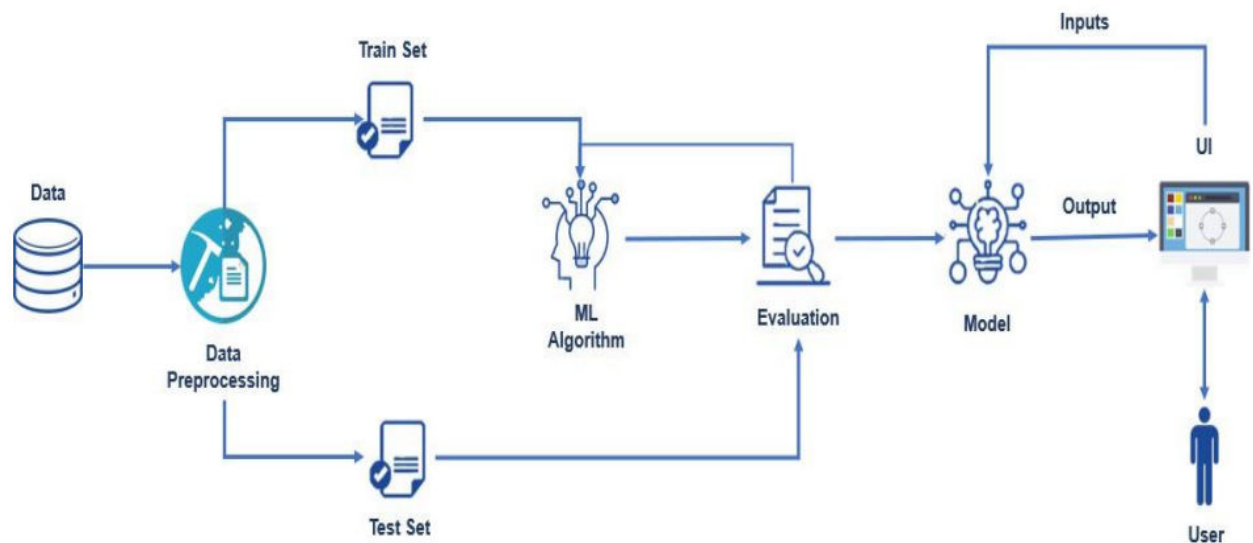 Inputs
Train Set
UI
Data
Output
ML
Algorithm
Evaluation
Model
Data
Preprocessing
Test Set
User